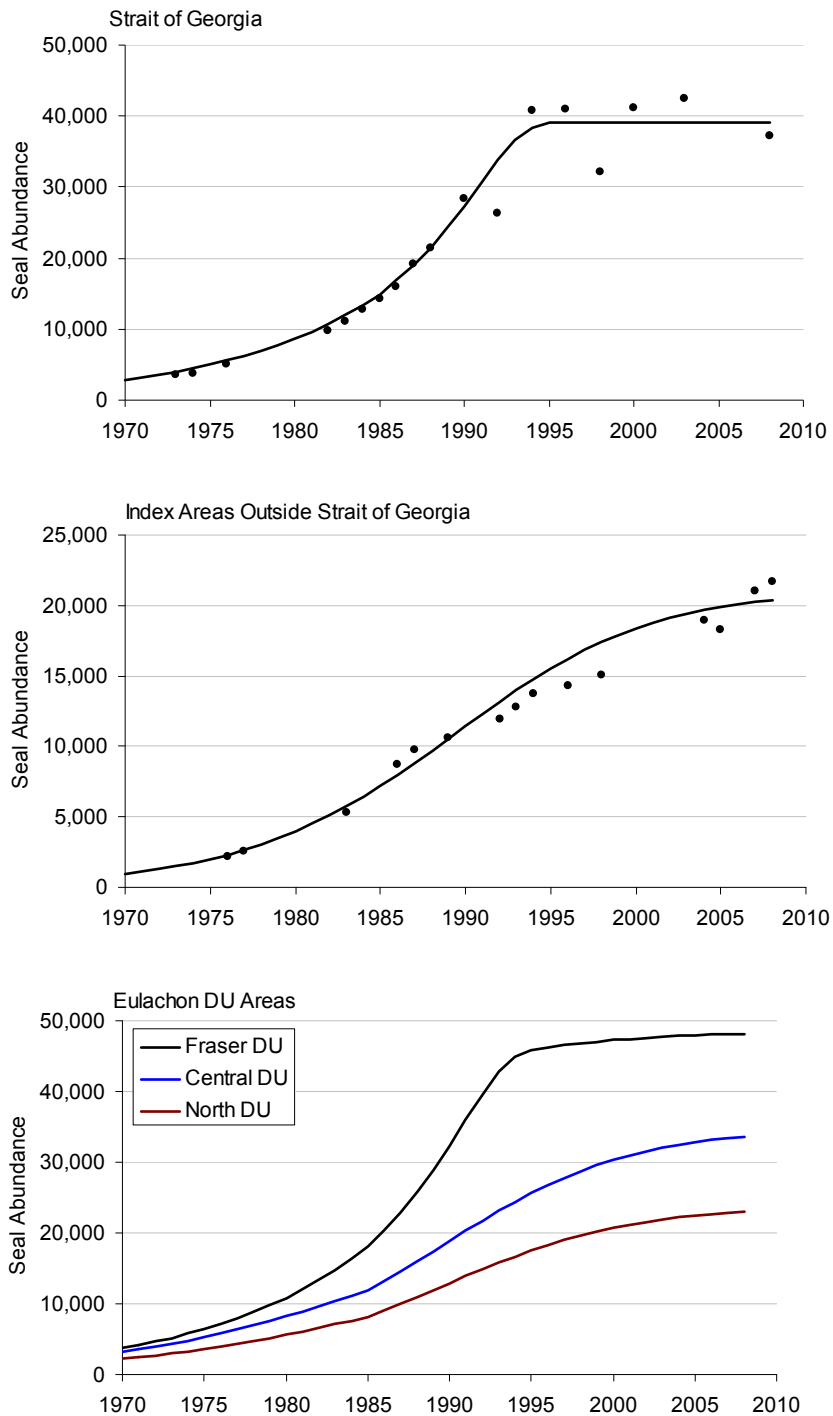 Strait of Georgia
50,000
40,000
30,000
20,000
10,000
0
Seal Abundance
1970 1975 1980 1985 1990 1995 2000 2005 2010
Index Areas Outside Strait of Georgia
25,000
20,000
15,000
10,000
5,000
0
Seal Abundance
1970 1975 1980 1985 1990 1995 2000 2005 2010
Eulachon DU Areas
50,000
40,000
30,000
20,000
10,000
0
Seal Abundance
Fraser DU
Central DU
North DU
1970 1975 1980 1985 1990 1995 2000 2005 2010